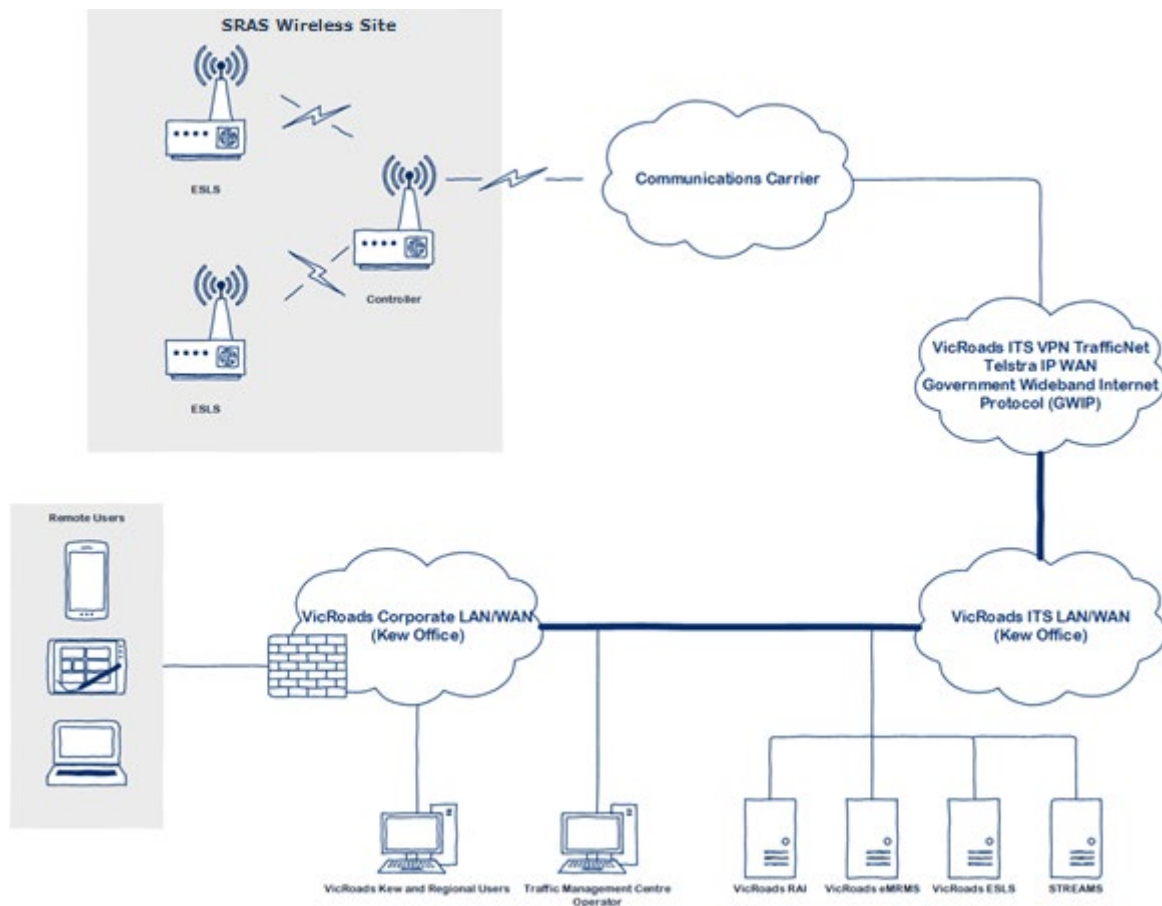 SRAS Wireless Site
ESLS
Controller
ESLS
Communications Carrier
VicRoads ITS VPN TrafficNet
Telstra IP WAN
Government Wideband Internet
Protocol (GWIP)
Remote Users
VicRoads Corporate LAN/WAN
(Kew Office)
VicRoads ITS LAN/WAN
(Kew Office)
VicRoads Kew and Regional Users
Traffic Management Centre
Operator
VicRoads RAI
VicRoads eMRMS
VicRoads ESLS
STREAMS